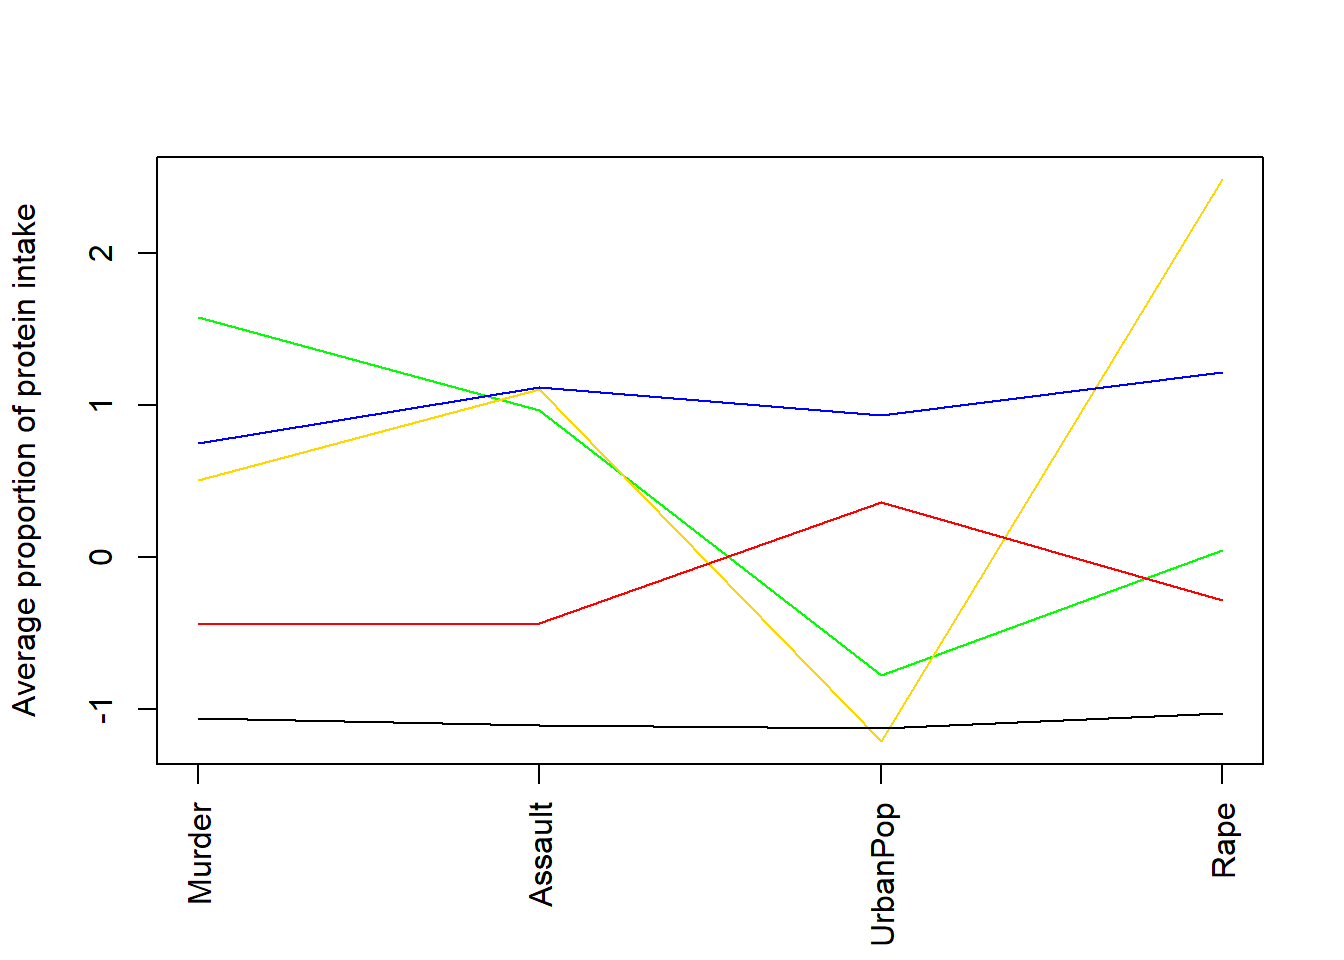 Average proportion of protein intake
2
1
0
-1
Murder
Assault
UrbanPop
Rape